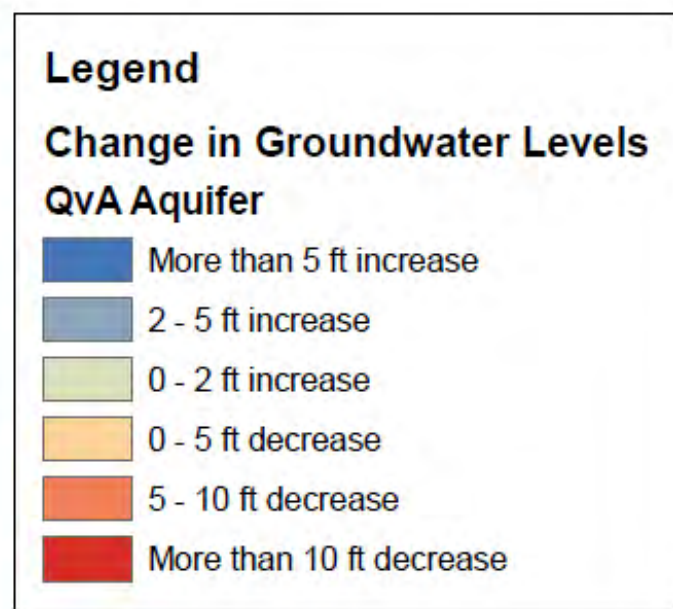 Legend
Change in Groundwater Levels
QvA Aquifer
More than 5 ft increase
2 - 5 ft increase
0 - 2 ft increase
0 - 5 ft decrease
5 - 10 ft decrease
More than 10 ft decrease